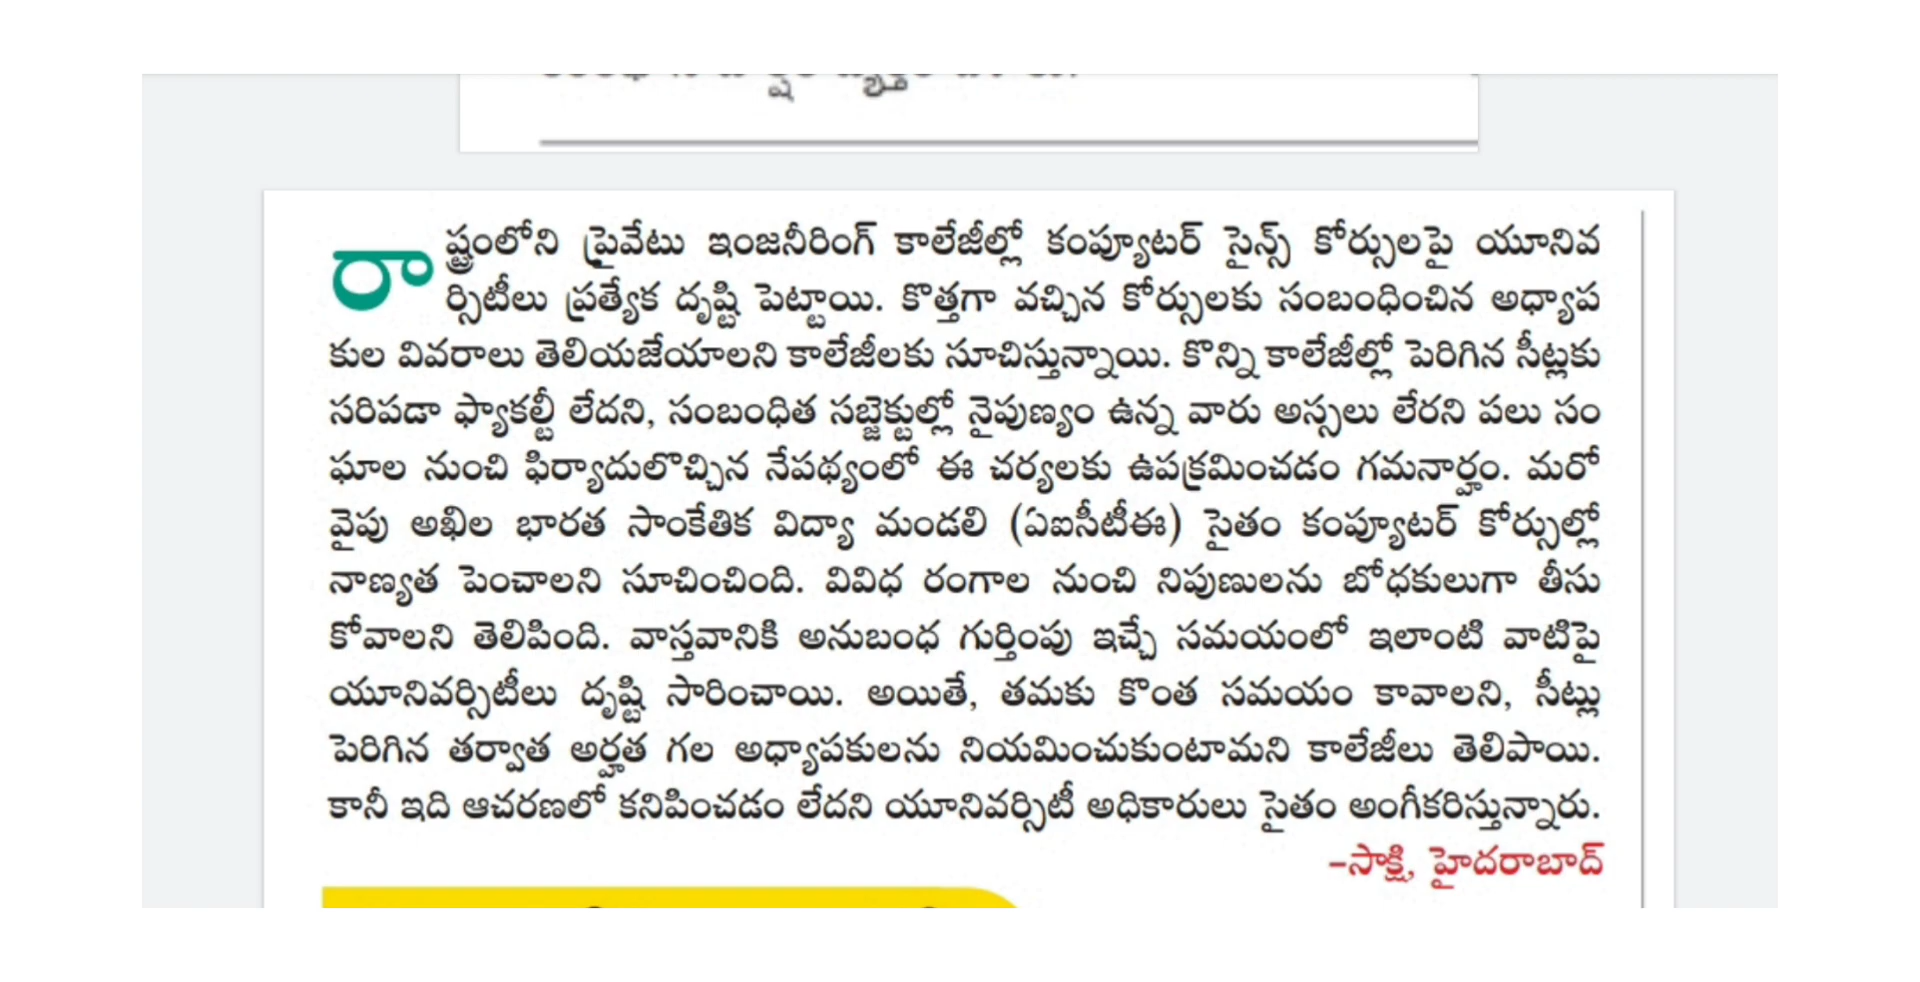 రాష్ట్రంలోని ప్రైవేటు ఇంజనీరింగ్ కాలేజీల్లో కంప్యూటర్ సైన్స్ కోర్సులపై యూనివ
ర్సిటీలు ప్రత్యేక దృష్టి పెట్టాయి. కొత్తగా వచ్చిన కోర్సులకు సంబంధించిన అధ్యాప
కుల వివరాలు తెలియజేయాలని కాలేజీలకు సూచిస్తున్నాయి. కొన్ని కాలేజీల్లో పెరిగిన సీట్లకు
సరిపడా ఫ్యాకల్టీ లేదని, సంబంధిత సబ్జెక్టుల్లో నైపుణ్యం ఉన్న వారు అస్సలు లేరని పలు సం
ఘాల నుంచి ఫిర్యాదులొచ్చిన నేపథ్యంలో ఈ చర్యలకు ఉపక్రమించడం గమనార్హం. మరో
వైపు అఖిల భారత సాంకేతిక విద్యా మండలి (ఏఐసీటీఈ) సైతం కంప్యూటర్ కోర్సుల్లో
నాణ్యత పెంచాలని సూచించింది. వివిధ రంగాల నుంచి నిపుణులను బోధకులుగా తీసు
కోవాలని తెలిపింది. వాస్తవానికి అనుబంధ గుర్తింపు ఇచ్చే సమయంలో ఇలాంటి వాటిపై
యూనివర్సిటీలు దృష్టి సారించాయి. అయితే, తమకు కొంత సమయం కావాలని, సీట్లు
పెరిగిన తర్వాత అర్హత గల అధ్యాపకులను నియమించుకుంటామని కాలేజీలు తెలిపాయి.
కానీ ఇది ఆచరణలో కనిపించడం లేదని యూనివర్సిటీ అధికారులు సైతం అంగీకరిస్తున్నారు.
–సాక్షి, హైదరాబాద్